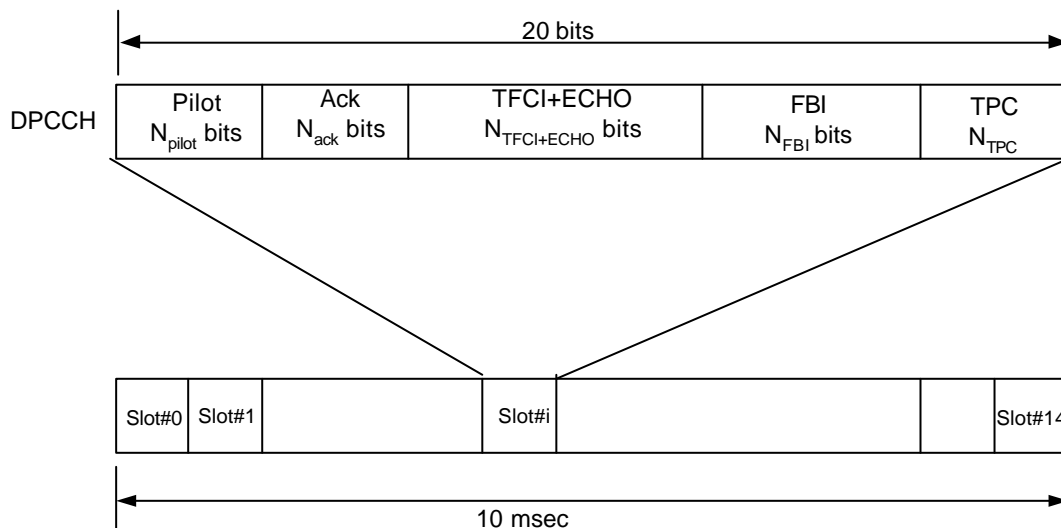 20 bits
DPCCH
Pilot
N_pilot bits
Ack
N_ack bits
TFCI+ECHO
N_TFCI+ECHO bits
FBI
N_FBI bits
TPC
N_TPC
Slot#0
Slot#1
Slot#i
Slot#14
10 msec